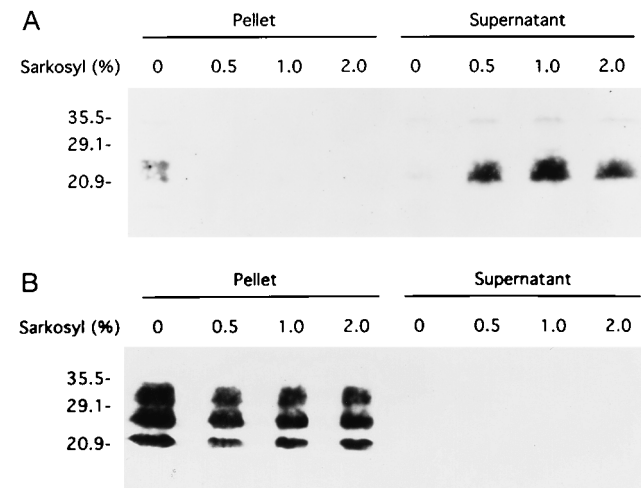 A
Pellet Supernatant
Sarkosyl (%) 0 0.5 1.0 2.0 0 0.5 1.0 2.0
35.5-
29.1-
20.9-
B
Pellet Supernatant
Sarkosyl (%) 0 0.5 1.0 2.0 0 0.5 1.0 2.0
35.5-
29.1-
20.9-